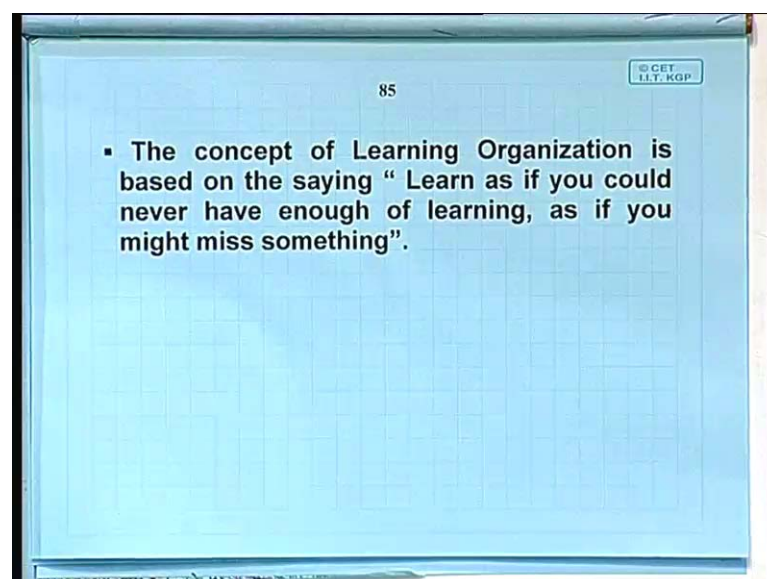 © CET
I.I.T. KGP
85
▪ The concept of Learning Organization is
based on the saying “ Learn as if you could
never have enough of learning, as if you
might miss something”.